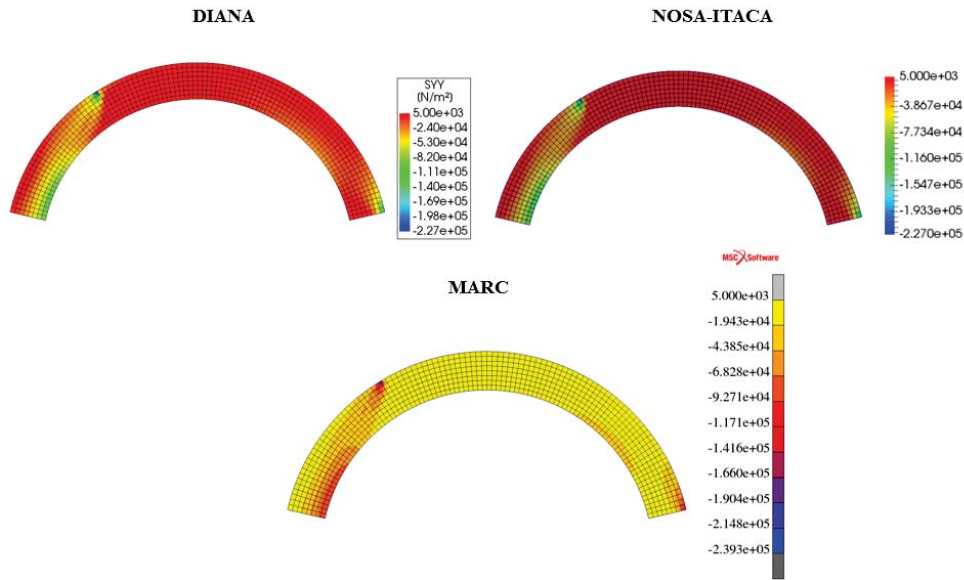 DIANA
NOSA-ITACA
SYY
(N/m²)
5.00e+03
-2.40e+04
-5.30e+04
-8.20e+04
-1.11e+05
-1.40e+05
-1.69e+05
-1.98e+05
-2.27e+05
5.000e+03
-3.867e+04
-7.734e+04
-1.160e+05
-1.547e+05
-1.933e+05
-2.270e+05
MSC Software
MARC
5.000e+03
-1.943e+04
-4.385e+04
-6.828e+04
-9.271e+04
-1.171e+05
-1.416e+05
-1.660e+05
-1.904e+05
-2.148e+05
-2.393e+05